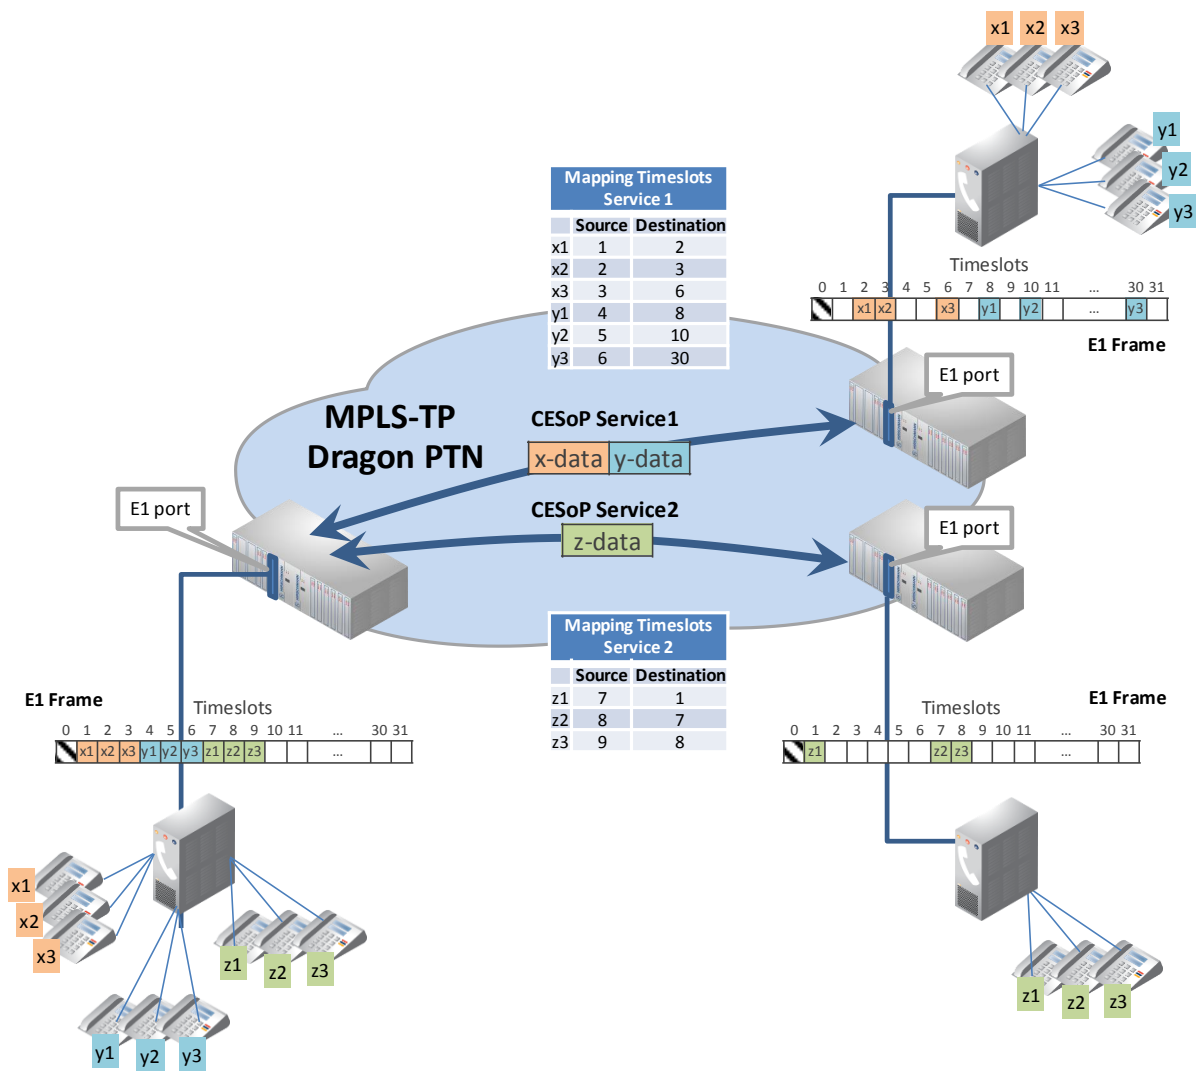 x1 x2 x3
y1
y2
y3
Mapping Timeslots
Service 1
Source Destination
x1 1 2
x2 2 3
x3 3 6
y1 4 8
y2 5 10
y3 6 30
Timeslots
0 1 2 3 4 5 6 7 8 9 10 11 ... 30 31
x1 x2 x3 y1 y2 ... y3
E1 Frame
E1 port
MPLS-TP
Dragon PTN
CESoP Service1
x-data y-data
E1 port
CESoP Service2
z-data
E1 port
Mapping Timeslots
Service 2
Source Destination
z1 7 1
z2 8 7
z3 9 8
E1 Frame
Timeslots
0 1 2 3 4 5 6 7 8 9 10 11 ... 30 31
x1 x2 x3 y1 y2 y3 z1 z2 z3 ...
E1 Frame
Timeslots
0 1 2 3 4 5 6 7 8 9 10 11 ... 30 31
z1 z2 z3 ...
x1
x2
x3
z1 z2 z3
y1 y2 y3
z1 z2 z3